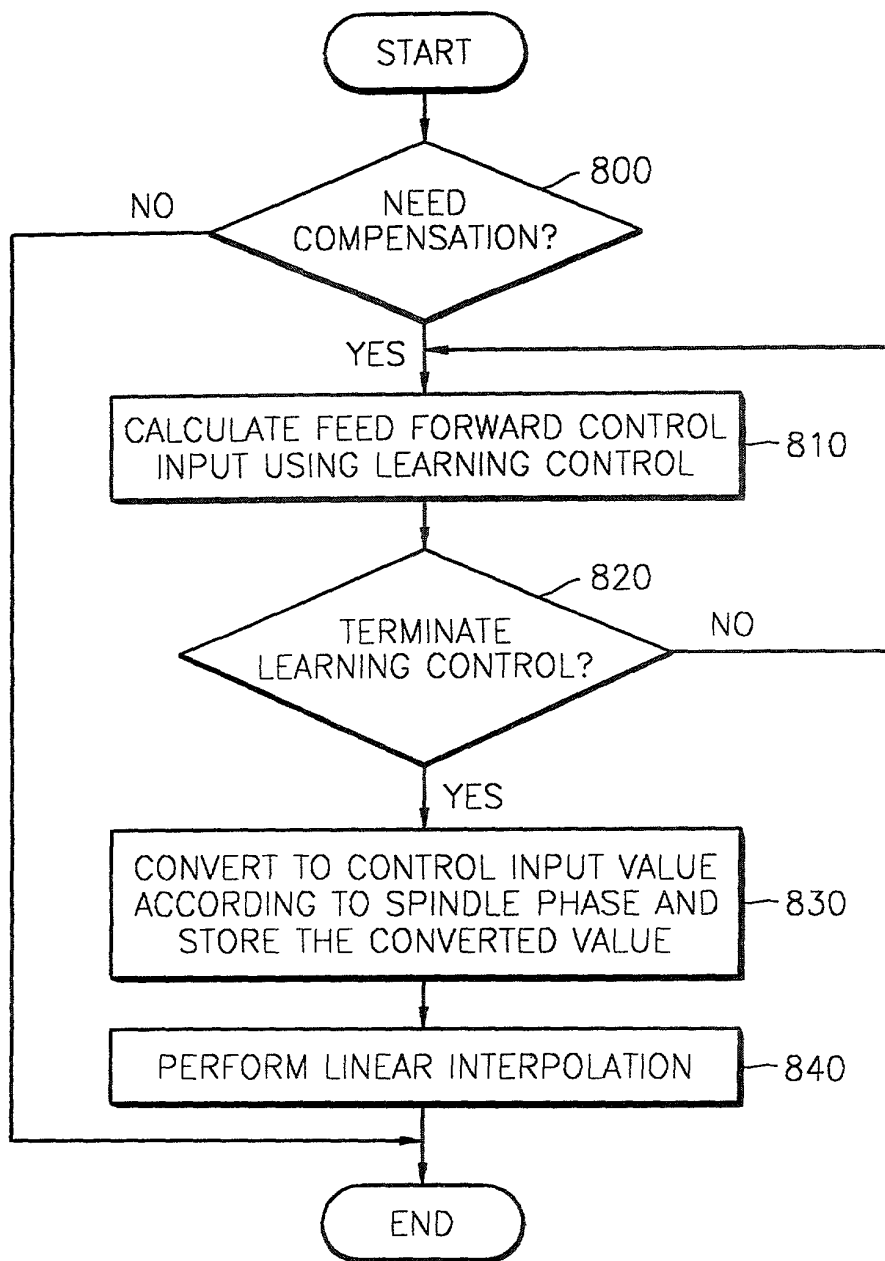 START
800
NEED
COMPENSATION?
NO
YES
CALCULATE FEED FORWARD CONTROL
INPUT USING LEARNING CONTROL
810
820
TERMINATE
LEARNING CONTROL?
NO
YES
CONVERT TO CONTROL INPUT VALUE
ACCORDING TO SPINDLE PHASE AND
STORE THE CONVERTED VALUE
830
PERFORM LINEAR INTERPOLATION
840
END